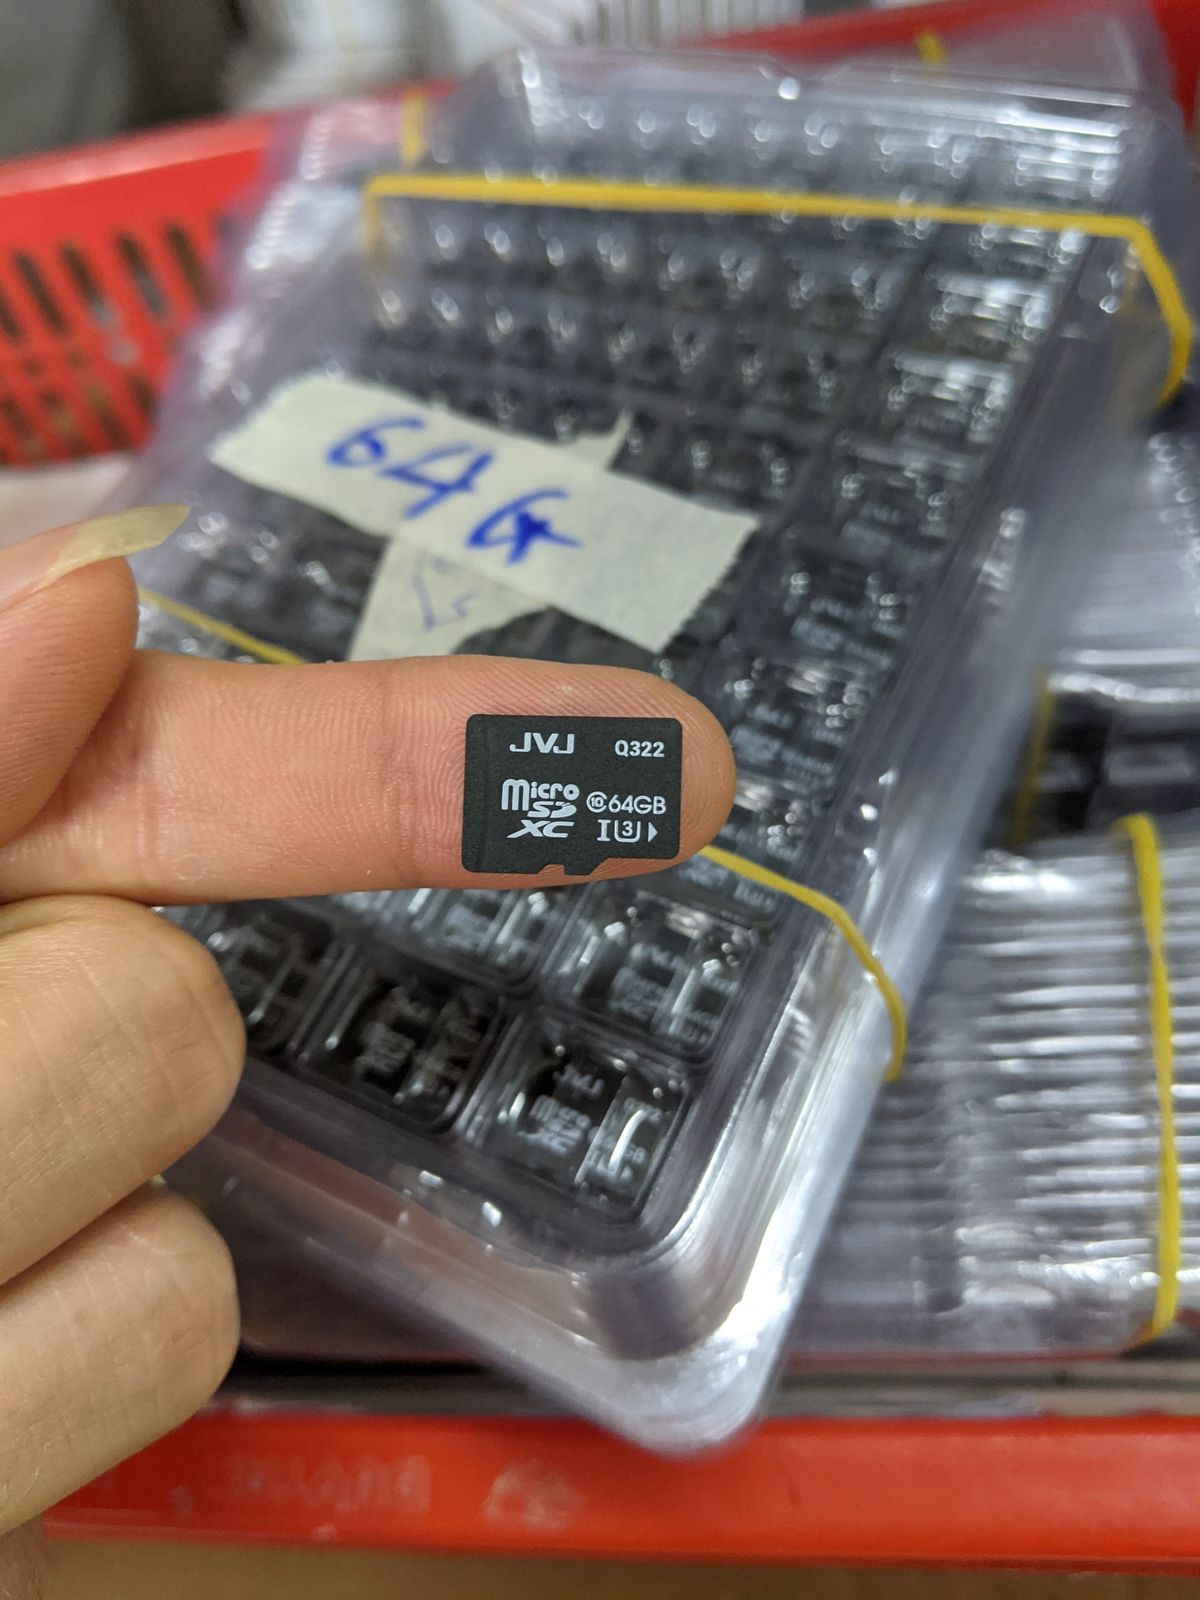 64G
JVJ Q322
Micro SD XC
10 64GB
I U3